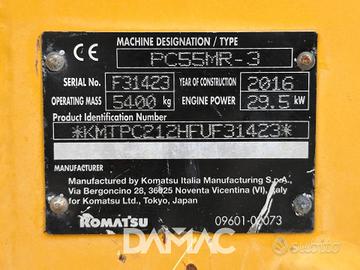 CE
MACHINE DESIGNATION / TYPE
PC55MR-3
SERIAL No. F31423 YEAR OF CONSTRUCTION 2016
OPERATING MASS 5400 kg ENGINE POWER 29.5 kW
Product Identification Number
*KMTPC212HFUF31423*
MANUFACTURER
Manufactured by Komatsu Italia Manufacturing S.p.A.,
Via Bergoncino 28, 36025 Noventa Vicentina (VI), Italy
for Komatsu Ltd., Tokyo, Japan
KOMATSU
09601-02073
DAMAC
Subito